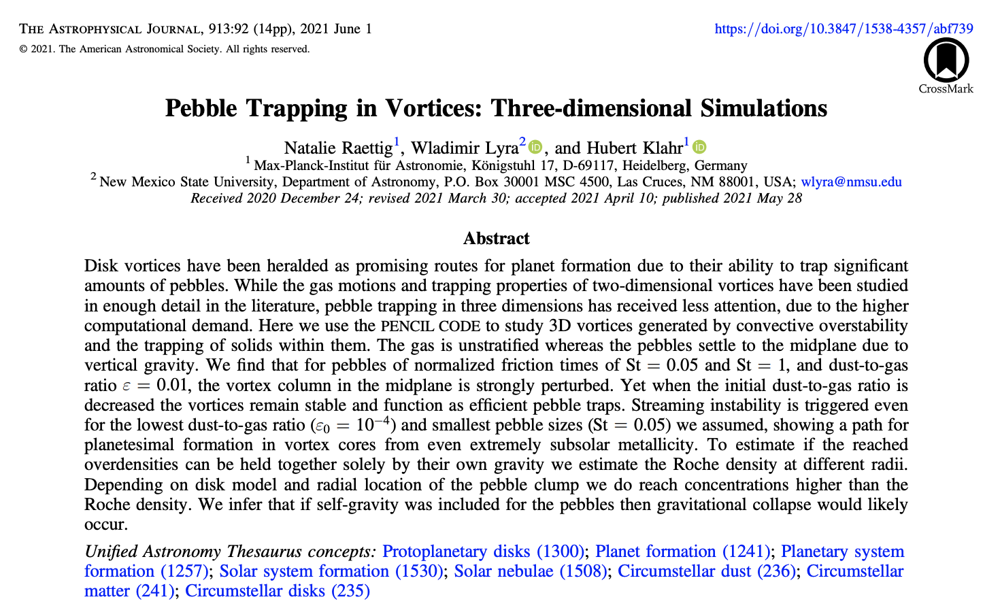 THE ASTROPHYSICAL JOURNAL, 913:92 (14pp), 2021 June 1
https://doi.org/10.3847/1538-4357/abf739
© 2021. The American Astronomical Society. All rights reserved.
CrossMark
Pebble Trapping in Vortices: Three-dimensional Simulations
Natalie Raettig1, Wladimir Lyra2 iD, and Hubert Klahr1 iD
1 Max-Planck-Institut für Astronomie, Königstuhl 17, D-69117, Heidelberg, Germany
2 New Mexico State University, Department of Astronomy, P.O. Box 30001 MSC 4500, Las Cruces, NM 88001, USA; wlyra@nmsu.edu
Received 2020 December 24; revised 2021 March 30; accepted 2021 April 10; published 2021 May 28
Abstract
Disk vortices have been heralded as promising routes for planet formation due to their ability to trap significant
amounts of pebbles. While the gas motions and trapping properties of two-dimensional vortices have been studied
in enough detail in the literature, pebble trapping in three dimensions has received less attention, due to the higher
computational demand. Here we use the PENCIL CODE to study 3D vortices generated by convective overstability
and the trapping of solids within them. The gas is unstratified whereas the pebbles settle to the midplane due to
vertical gravity. We find that for pebbles of normalized friction times of St = 0.05 and St = 1, and dust-to-gas
ratio ε = 0.01, the vortex column in the midplane is strongly perturbed. Yet when the initial dust-to-gas ratio is
decreased the vortices remain stable and function as efficient pebble traps. Streaming instability is triggered even
for the lowest dust-to-gas ratio (ε0 = 10−4) and smallest pebble sizes (St = 0.05) we assumed, showing a path for
planetesimal formation in vortex cores from even extremely subsolar metallicity. To estimate if the reached
overdensities can be held together solely by their own gravity we estimate the Roche density at different radii.
Depending on disk model and radial location of the pebble clump we do reach concentrations higher than the
Roche density. We infer that if self-gravity was included for the pebbles then gravitational collapse would likely
occur.
Unified Astronomy Thesaurus concepts: Protoplanetary disks (1300); Planet formation (1241); Planetary system
formation (1257); Solar system formation (1530); Solar nebulae (1508); Circumstellar dust (236); Circumstellar
matter (241); Circumstellar disks (235)